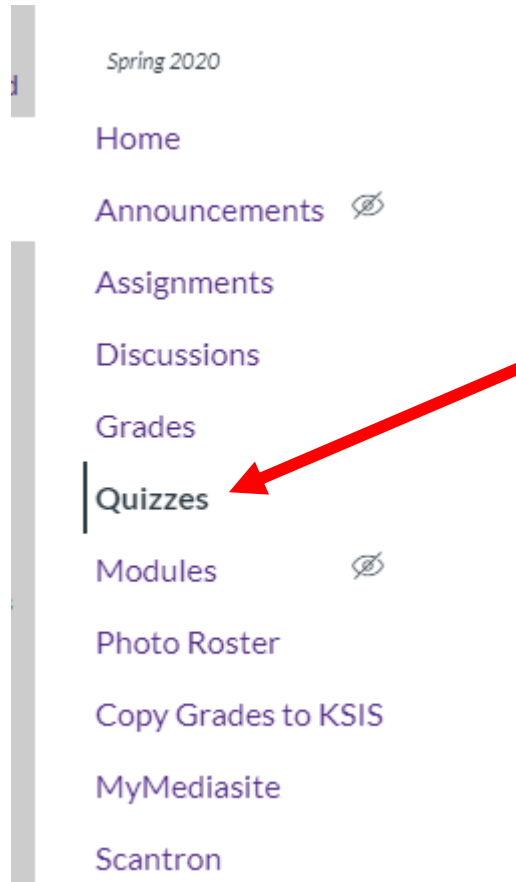 Spring 2020
d
Home
Announcements
Assignments
Discussions
Grades
Quizzes
Modules
Photo Roster
Copy Grades to KSIS
MyMediasite
Scantron